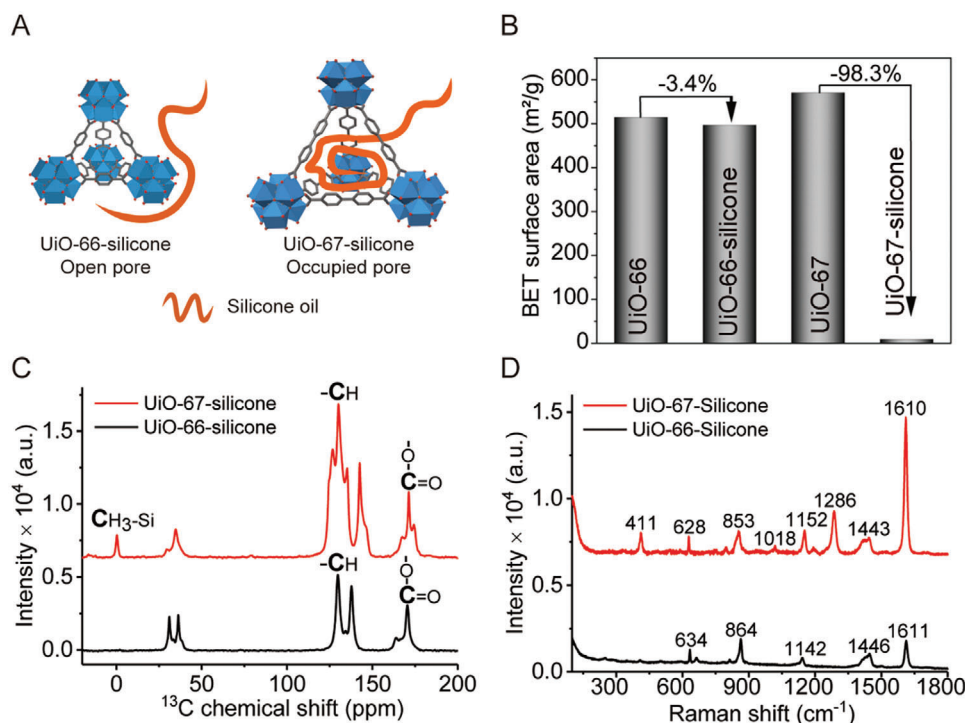 A
UiO-66-silicone
Open pore
UiO-67-silicone
Occupied pore
Silicone oil
B
BET surface area (m²/g)
600
500
400
300
200
100
0
-3.4%
-98.3%
UiO-66
UiO-66-silicone
UiO-67
UiO-67-silicone
C
Intensity × 10⁴ (a.u.)
1.5
1.0
0.5
0.0
UiO-67-silicone
UiO-66-silicone
CH₃-Si
-CH
-O-C=O
-CH
-O-C=O
0 50 100 150 200
¹³C chemical shift (ppm)
D
Intensity × 10⁴ (a.u.)
1.5
1.0
0.5
0.0
UiO-67-Silicone
UiO-66-Silicone
411
628
853
1018
1152
1286
1443
1610
634
864
1142
1446
1611
300 600 900 1200 1500 1800
Raman shift (cm⁻¹)